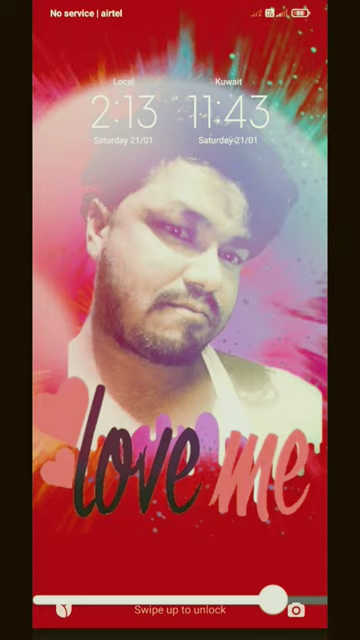 No service | airtel
Local
Kuwait
2:13
11:43
Saturday 21/01
Saturday 21/01
love me
Swipe up to unlock